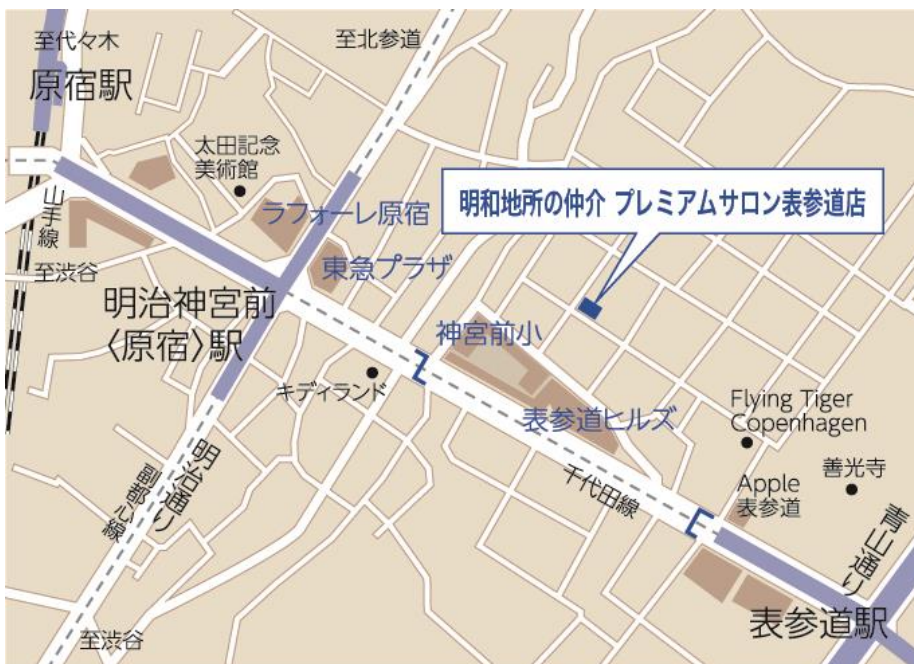 至代々木
原宿駅
至北参道
太田記念
美術館
ラフォーレ原宿
明和地所の仲介 プレミアムサロン表参道店
山手線
至渋谷
東急プラザ
明治神宮前
〈原宿〉駅
神宮前小
キディランド
表参道ヒルズ
Flying Tiger
Copenhagen
明治通り
副都心線
千代田線
Apple
表参道
善光寺
青山通り
至渋谷
表参道駅